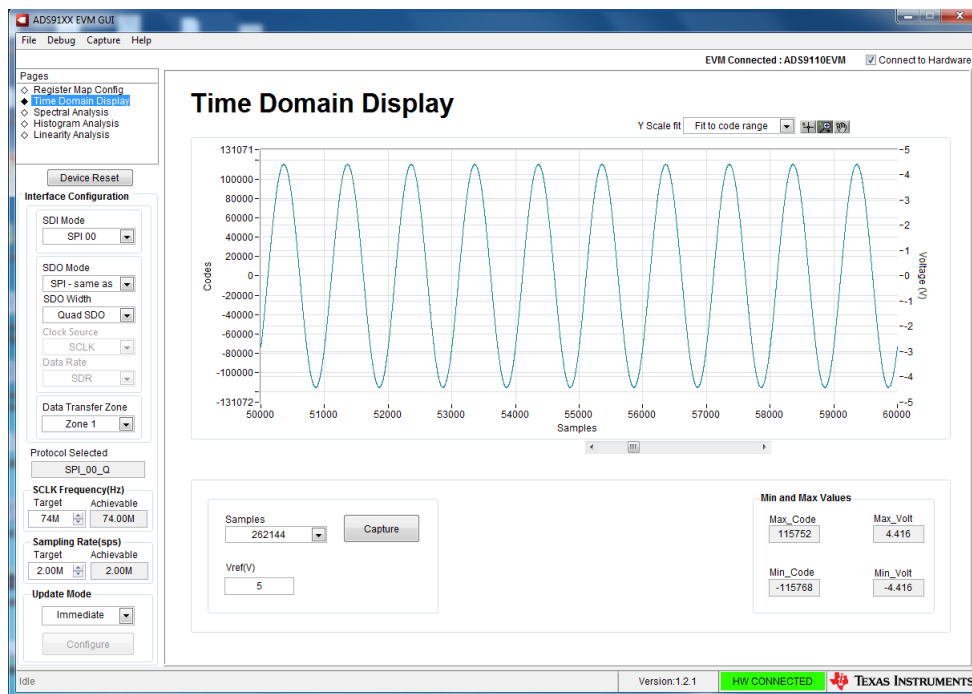 ADS91XX EVM GUI
File Debug Capture Help
EVM Connected : ADS9110EVM
Connect to Hardware
Pages
Register Map Config
Time Domain Display
Spectral Analysis
Histogram Analysis
Linearity Analysis
Device Reset
Interface Configuration
SDI Mode
SPI 00
SDO Mode
SPI - same as
SDO Width
Quad SDO
Clock Source
SCLK
Data Rate
SDR
Data Transfer Zone
Zone 1
Protocol Selected
SPI_00_Q
SCLK Frequency(Hz)
Target Achievable
74M 74.00M
Sampling Rate(sps)
Target Achievable
2.00M 2.00M
Update Mode
Immediate
Configure
Time Domain Display
Y Scale fit Fit to code range
Codes
131071
100000
80000
60000
40000
20000
0
-20000
-40000
-60000
-80000
-100000
-131072
50000 51000 52000 53000 54000 55000 56000 57000 58000 59000 60000
Samples
-5
-4
-3
-2
-1
-0
--1
--2
--3
--4
--5
Voltage (V)
Samples
262144
Capture
Vref(V)
5
Min and Max Values
Max_Code Max_Volt
115752 4.416
Min_Code Min_Volt
-115768 -4.416
Idle
Version:1.2.1
HW CONNECTED
TEXAS INSTRUMENTS